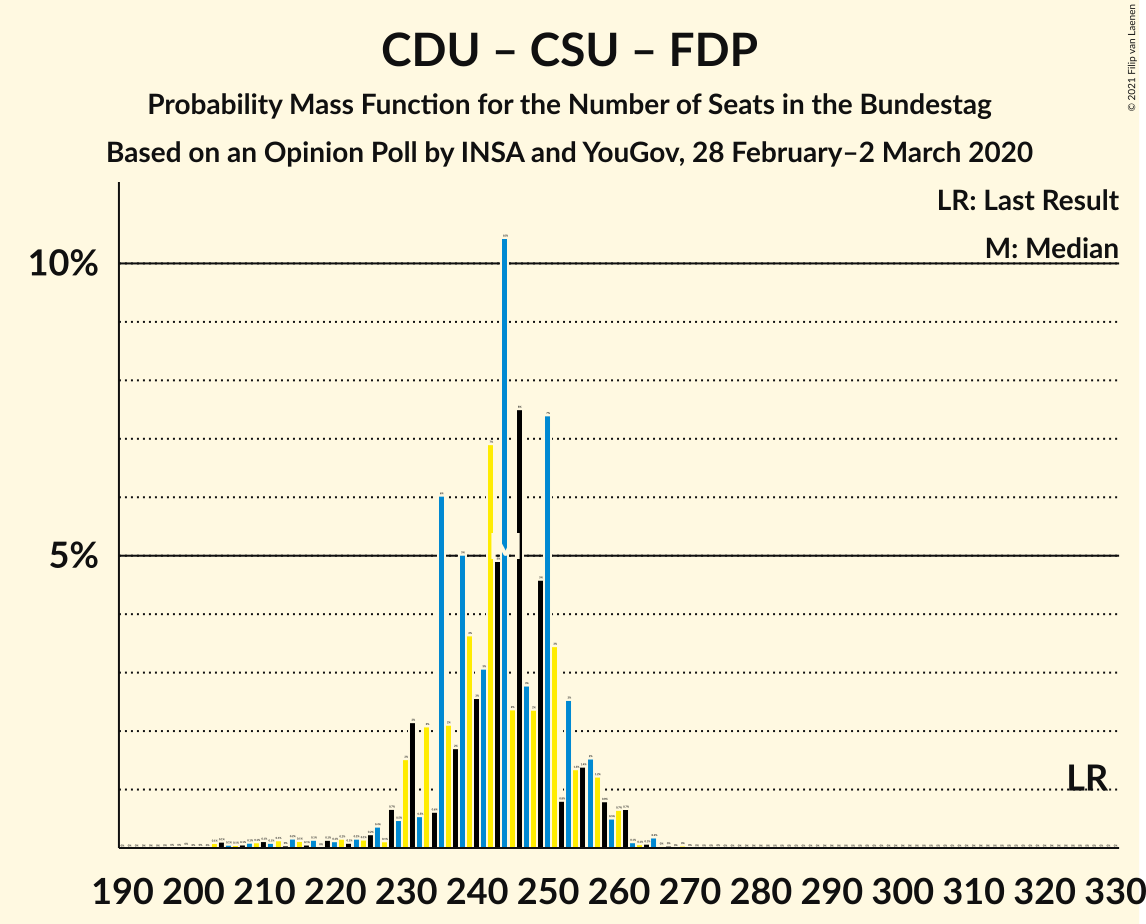 CDU – CSU – FDP
Probability Mass Function for the Number of Seats in the Bundestag
Based on an Opinion Poll by INSA and YouGov, 28 February–2 March 2020
© 2021 Filip van Laenen
LR: Last Result
M: Median
10%
5%
LR
190 200 210 220 230 240 250 260 270 280 290 300 310 320 330